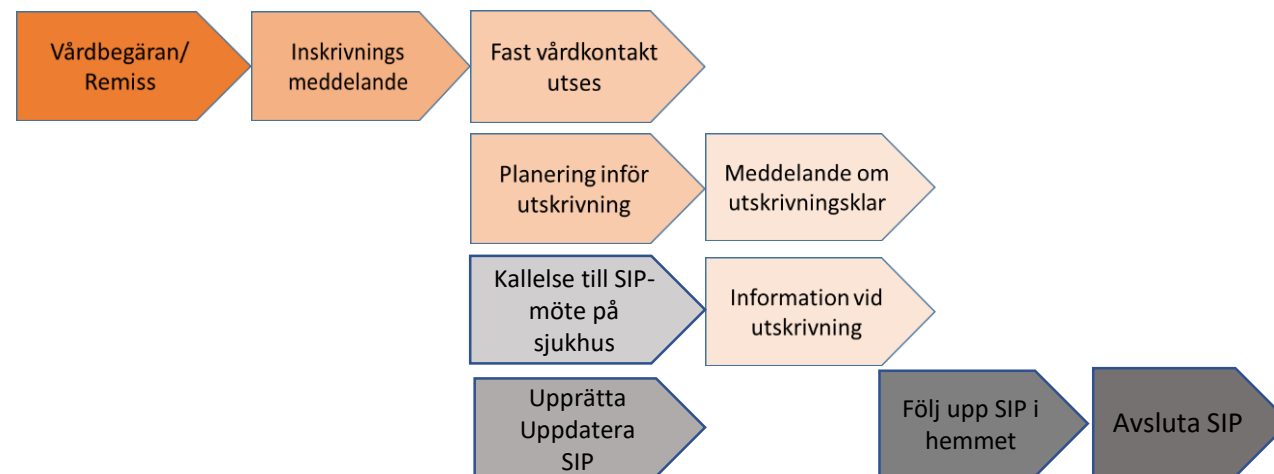 Vårdbegäran/
Remiss
Inskrivnings
meddelande
Fast vårdkontakt
utses
Planering inför
utskrivning
Meddelande om
utskrivningsklar
Kallelse till SIP-
möte på
sjukhus
Information vid
utskrivning
Upprätta
Uppdatera
SIP
Följ upp SIP i
hemmet
Avsluta SIP